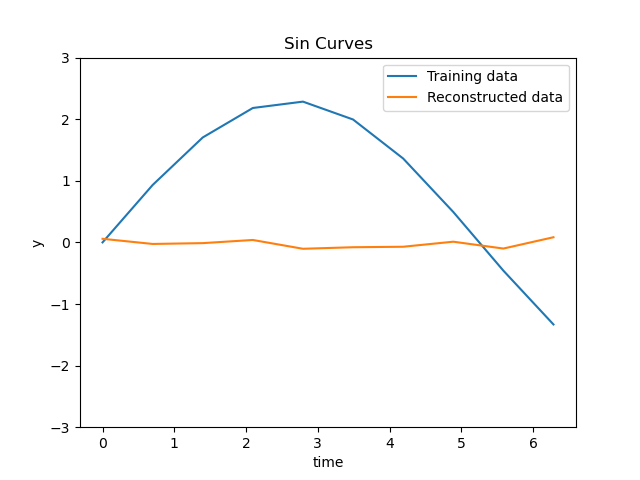 Sin Curves
Training data
Reconstructed data
3
2
1
0
−1
−2
−3
y
0 1 2 3 4 5 6
time